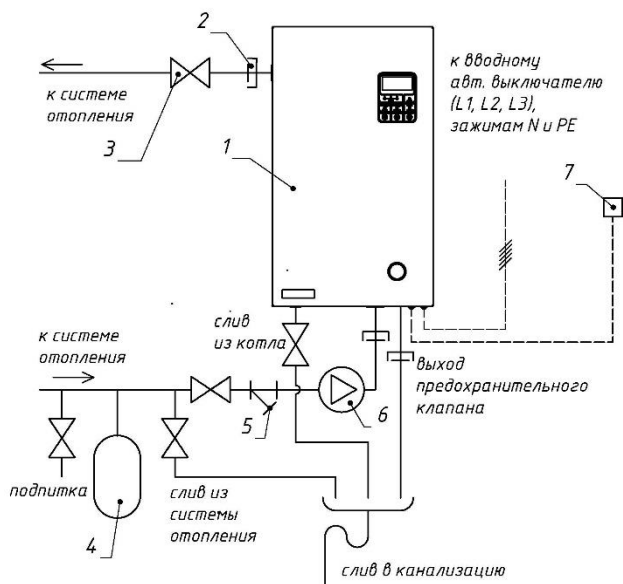 2
к вводному
авт. выключателю
(L1, L2, L3),
зажимам N и PE
к системе
отопления
3
1
7
слив
из котла
к системе
отопления
выход
предохранительного
клапана
5
6
подпитка
4
слив из
системы
отопления
слив в канализацию